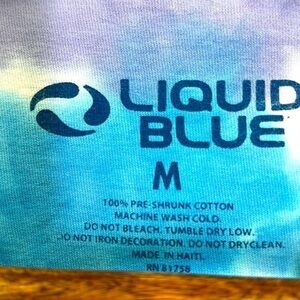 LIQUID
BLUE
M
100% PRE-SHRUNK COTTON
MACHINE WASH COLD.
DO NOT BLEACH. TUMBLE DRY LOW.
DO NOT IRON DECORATION. DO NOT DRYCLEAN.
MADE IN HAITI.
RN 81758